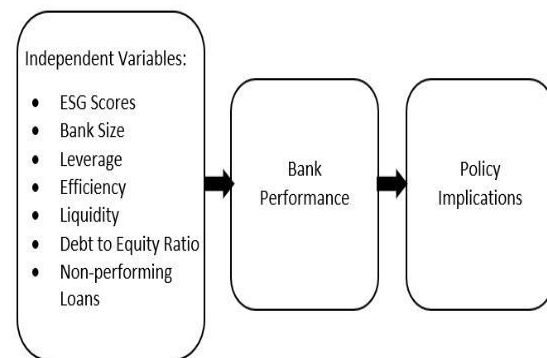 Independent Variables:
• ESG Scores
• Bank Size
• Leverage
• Efficiency
• Liquidity
• Debt to Equity Ratio
• Non-performing
Loans
Bank
Performance
Policy
Implications